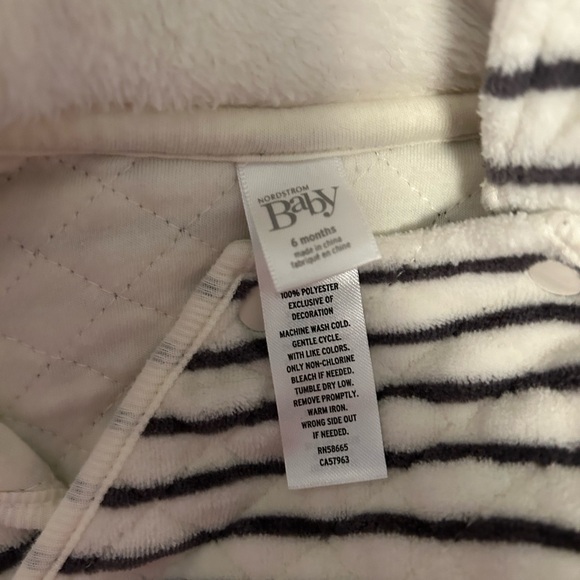 NORDSTROM
Baby
6 months
made in china
fabriqué en chine
100% POLYESTER
EXCLUSIVE OF
DECORATION
MACHINE WASH COLD.
GENTLE CYCLE.
WITH LIKE COLORS.
ONLY NON-CHLORINE
BLEACH IF NEEDED.
TUMBLE DRY LOW.
REMOVE PROMPTLY.
WARM IRON.
WRONG SIDE OUT
IF NEEDED.
RN58665
CA57963